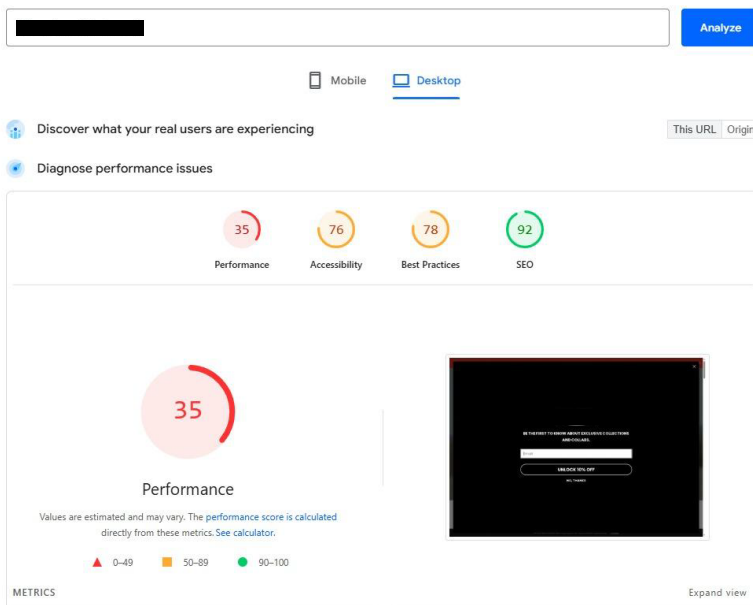 Analyze
Mobile
Desktop
Discover what your real users are experiencing
This URL
Origin
Diagnose performance issues
35
76
78
92
Performance
Accessibility
Best Practices
SEO
35
Performance
Values are estimated and may vary. The performance score is calculated
directly from these metrics. See calculator.
0–49
50–89
90–100
BE THE FIRST TO KNOW ABOUT EXCLUSIVE COLLECTIONS
AND COLLABS.
Email
UNLOCK 10% OFF
NO, THANKS
METRICS
Expand view